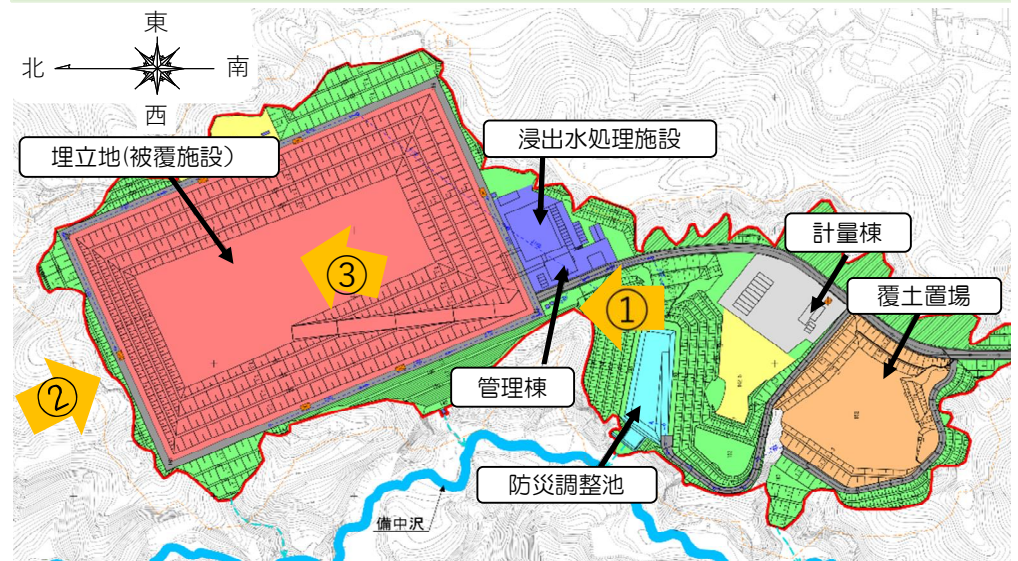 東
北
南
西
埋立地(被覆施設）
浸出水処理施設
計量棟
覆土置場
③
①
②
管理棟
防災調整池
備中沢